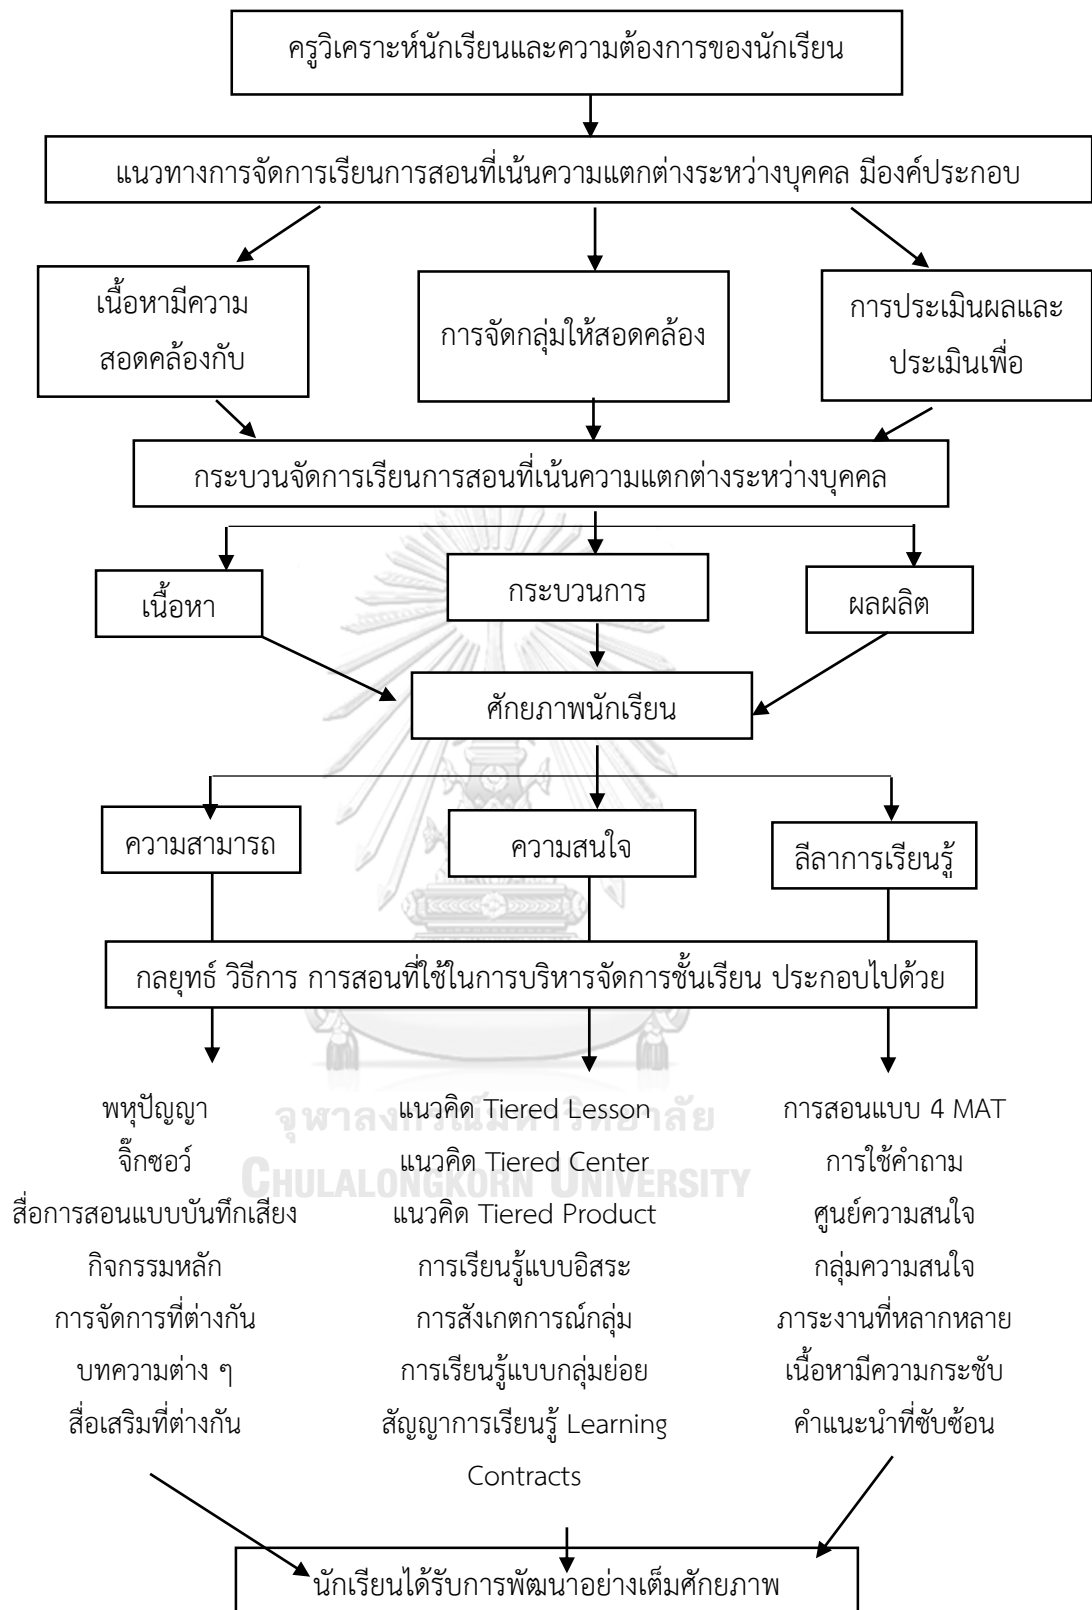 ครูวิเคราะห์นักเรียนและความต้องการของนักเรียน
แนวทางการจัดการเรียนการสอนที่เน้นความแตกต่างระหว่างบุคคล มีองค์ประกอบ
เนื้อหามีความ
สอดคล้องกับ
การจัดกลุ่มให้สอดคล้อง
การประเมินผลและ
ประเมินเพื่อ
กระบวนจัดการเรียนการสอนที่เน้นความแตกต่างระหว่างบุคคล
เนื้อหา
กระบวนการ
ผลผลิต
ศักยภาพนักเรียน
ความสามารถ
ความสนใจ
ลีลาการเรียนรู้
กลยุทธ์ วิธีการ การสอนที่ใช้ในการบริหารจัดการชั้นเรียน ประกอบไปด้วย
พหุปัญญา
จิ๊กซอว์
สื่อการสอนแบบบันทึกเสียง
กิจกรรมหลัก
การจัดการที่ต่างกัน
บทความต่าง ๆ
สื่อเสริมที่ต่างกัน
แนวคิด Tiered Lesson
แนวคิด Tiered Center
แนวคิด Tiered Product
การเรียนรู้แบบอิสระ
การสังเกตการณ์กลุ่ม
การเรียนรู้แบบกลุ่มย่อย
สัญญาการเรียนรู้ Learning
Contracts
การสอนแบบ 4 MAT
การใช้คำถาม
ศูนย์ความสนใจ
กลุ่มความสนใจ
ภาระงานที่หลากหลาย
เนื้อหามีความกระชับ
คำแนะนำที่ซับซ้อน
จุฬาลงกรณ์มหาวิทยาลัย
CHULALONGKORN UNIVERSITY
นักเรียนได้รับการพัฒนาอย่างเต็มศักยภาพ